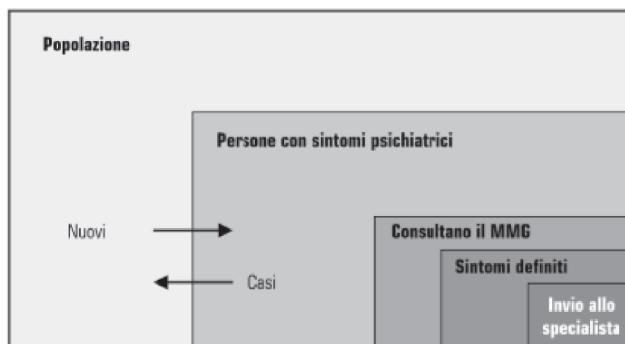 Popolazione
Persone con sintomi psichiatrici
Nuovi
Consultano il MMG
Sintomi definiti
Casi
Invio allo
specialista